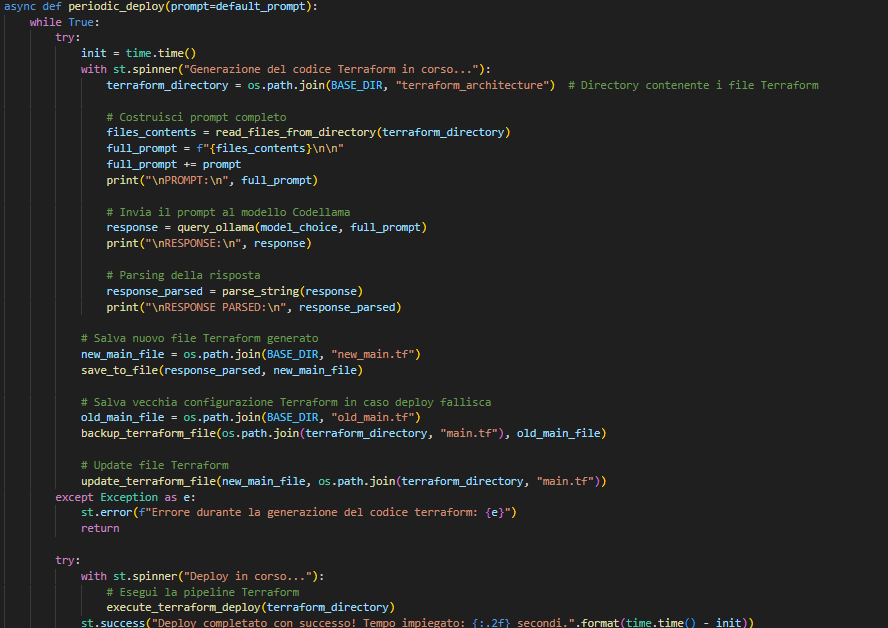 async def periodic_deploy(prompt=default_prompt):
    while True:
        try:
            init = time.time()
            with st.spinner("Generazione del codice Terraform in corso..."):
                terraform_directory = os.path.join(BASE_DIR, "terraform_architecture")  # Directory contenente i file Terraform

                # Costruisci prompt completo
                files_contents = read_files_from_directory(terraform_directory)
                full_prompt = f"{files_contents}\n\n"
                full_prompt += prompt
                print("\nPROMPT:\n", full_prompt)

                # Invia il prompt al modello Codellama
                response = query_ollama(model_choice, full_prompt)
                print("\nRESPONSE:\n", response)

                # Parsing della risposta
                response_parsed = parse_string(response)
                print("\nRESPONSE PARSED:\n", response_parsed)

            # Salva nuovo file Terraform generato
            new_main_file = os.path.join(BASE_DIR, "new_main.tf")
            save_to_file(response_parsed, new_main_file)

            # Salva vecchia configurazione Terraform in caso deploy fallisca
            old_main_file = os.path.join(BASE_DIR, "old_main.tf")
            backup_terraform_file(os.path.join(terraform_directory, "main.tf"), old_main_file)

            # Update file Terraform
            update_terraform_file(new_main_file, os.path.join(terraform_directory, "main.tf"))
        except Exception as e:
            st.error(f"Errore durante la generazione del codice terraform: {e}")
            return

        try:
            with st.spinner("Deploy in corso..."):
                # Esegui la pipeline Terraform
                execute_terraform_deploy(terraform_directory)
            st.success("Deploy completato con successo! Tempo impiegato: {:.2f} secondi.".format(time.time() - init))